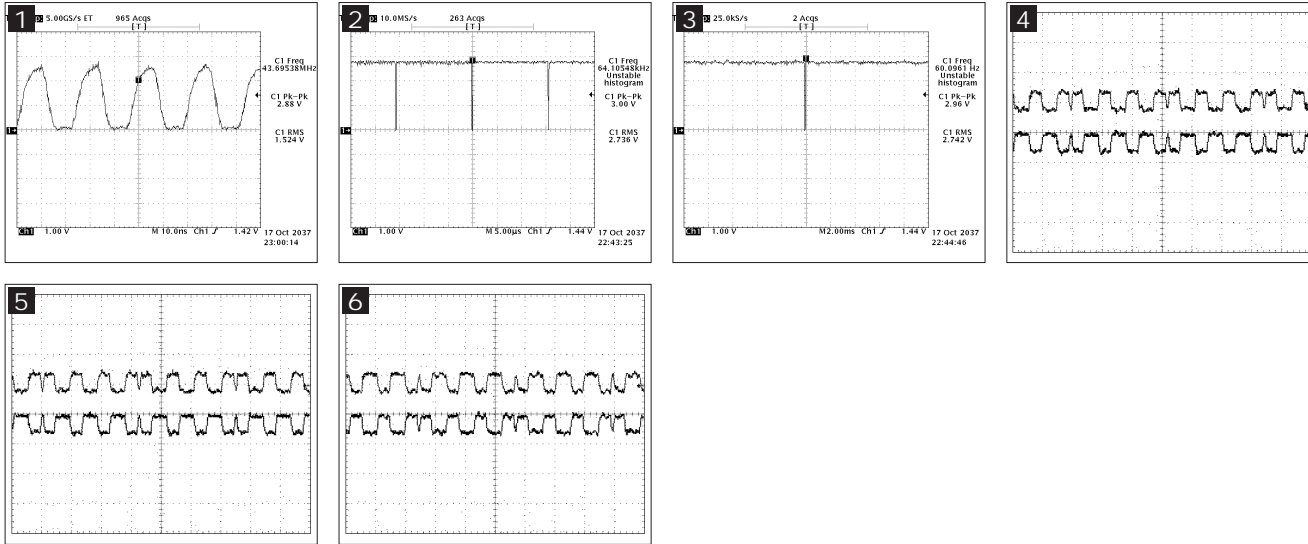 1
5.00GS/s ET 965 Acqs
[T]
C1 Freq
43.69538MHz
C1 Pk-Pk
2.88 V
C1 RMS
1.524 V
1→
Ch1 1.00 V M 10.0ns Ch1 1.42 V
17 Oct 2037
23:00:14
2
10.0MS/s 263 Acqs
[T]
C1 Freq
64.10548kHz
Unstable
histogram
C1 Pk-Pk
3.00 V
C1 RMS
2.736 V
1→
Ch1 1.00 V M 5.00µs Ch1 1.44 V
17 Oct 2037
22:43:25
3
25.0kS/s 2 Acqs
[T]
C1 Freq
60.0961 Hz
Unstable
histogram
C1 Pk-Pk
2.96 V
C1 RMS
2.742 V
1→
Ch1 1.00 V M2.00ms Ch1 1.44 V
17 Oct 2037
22:44:46
4
5
6